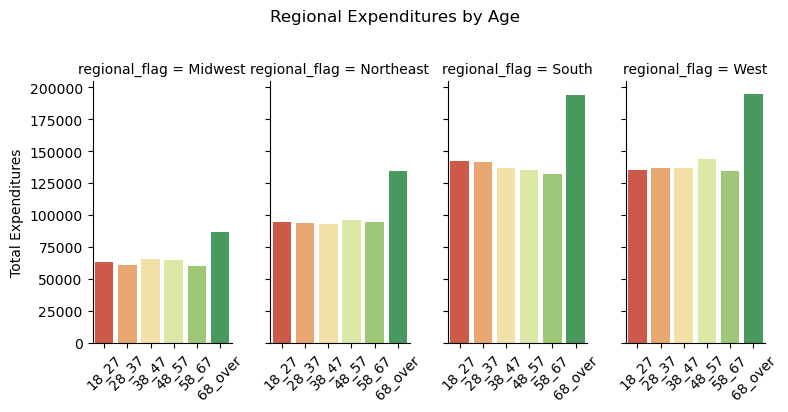 Regional Expenditures by Age
regional_flag = Midwest
regional_flag = Northeast
regional_flag = South
regional_flag = West
Total Expenditures
200000
175000
150000
125000
100000
75000
50000
25000
0
18_27
28_37
38_47
48_57
58_67
68_over
18_27
28_37
38_47
48_57
58_67
68_over
18_27
28_37
38_47
48_57
58_67
68_over
18_27
28_37
38_47
48_57
58_67
68_over